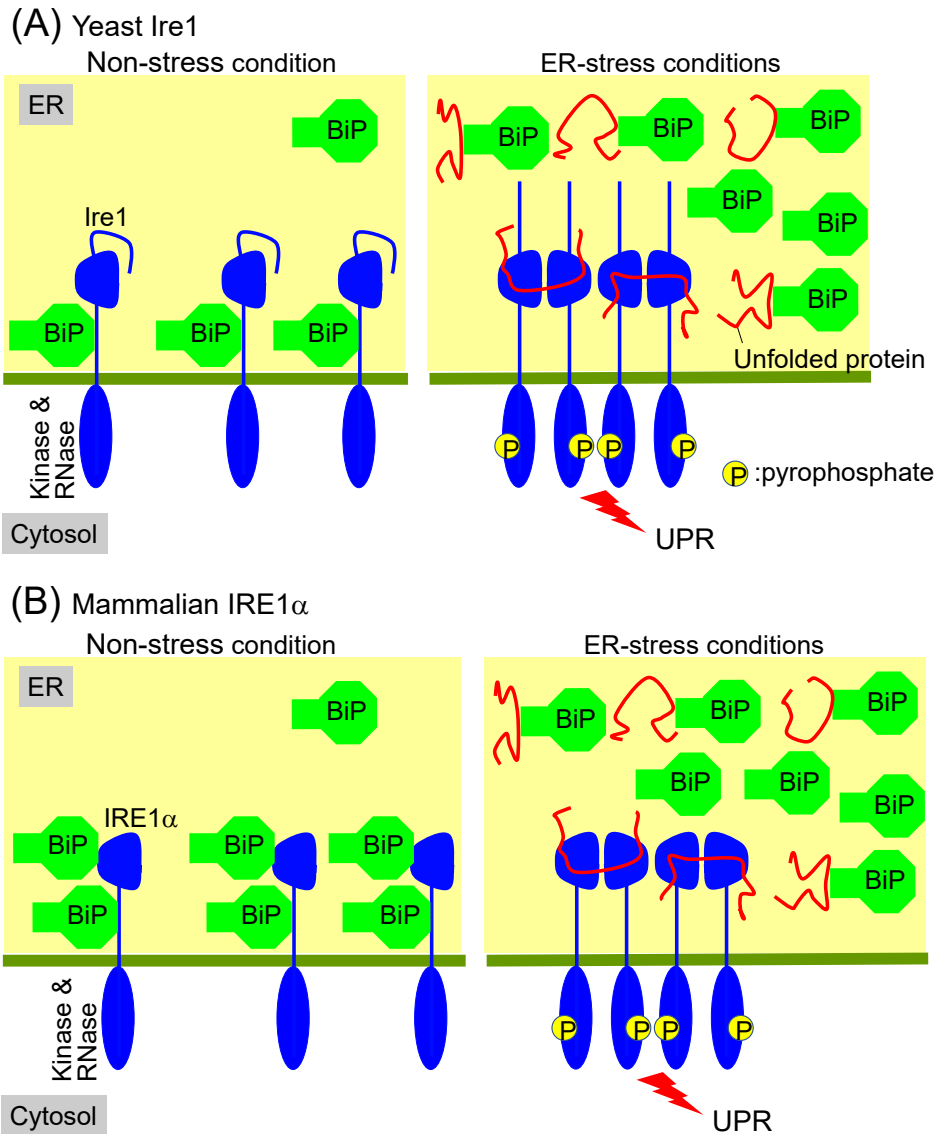 (A) Yeast Ire1
Non-stress condition
ER-stress conditions
ER
BiP
Ire1
BiP
BiP
BiP
Kinase &
RNase
Cytosol
BiP
BiP
BiP
BiP
BiP
BiP
Unfolded protein
P
P
P
P
P :pyrophosphate
UPR
(B) Mammalian IRE1α
Non-stress condition
ER-stress conditions
ER
BiP
IRE1α
BiP
BiP
BiP
BiP
BiP
BiP
Kinase &
RNase
Cytosol
BiP
BiP
BiP
BiP
BiP
BiP
BiP
P
P
P
P
UPR